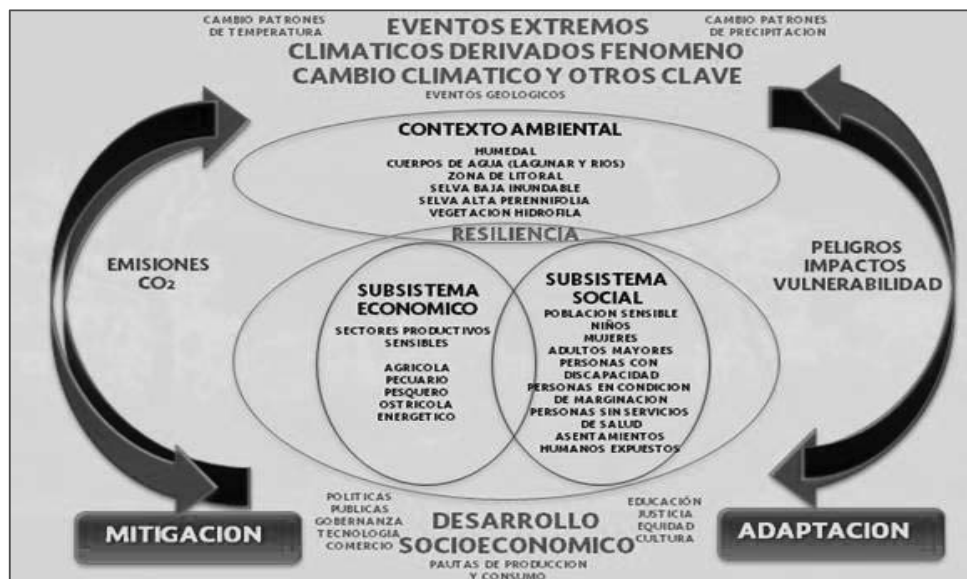 CAMBIO PATRONES
DE TEMPERATURA
EVENTOS EXTREMOS
CLIMATICOS DERIVADOS FENOMENO
CAMBIO CLIMATICO Y OTROS CLAVE
EVENTOS GEOLOGICOS
CAMBIO PATRONES
DE PRECIPITACION
CONTEXTO AMBIENTAL
HUMEDAL
CUERPOS DE AGUA (LAGUNAR Y RIOS)
ZONA DE LITORAL
SELVA BAJA INUNDABLE
SELVA ALTA PERENNIFOLIA
VEGETACION HIDROFILA
RESILIENCIA
EMISIONES
CO₂
SUBSISTEMA
ECONOMICO
SECTORES PRODUCTIVOS
SENSIBLES
AGRICOLA
PECUARIO
PESQUERO
OSTRICOLA
ENERGETICO
SUBSISTEMA
SOCIAL
POBLACION SENSIBLE
NIÑOS
MUJERES
ADULTOS MAYORES
PERSONAS CON
DISCAPACIDAD
PERSONAS EN CONDICION
DE MARGINACION
PERSONAS SIN SERVICIOS
DE SALUD
ASENTAMIENTOS
HUMANOS EXPUESTOS
PELIGROS
IMPACTOS
VULNERABILIDAD
MITIGACION
POLITICAS
PUBLICAS
GOBERNANZA
TECNOLOGIA
COMERCIO
DESARROLLO
SOCIOECONOMICO
PAUTAS DE PRODUCCION
Y CONSUMO
EDUCACIÓN
JUSTICIA
EQUIDAD
CULTURA
ADAPTACION